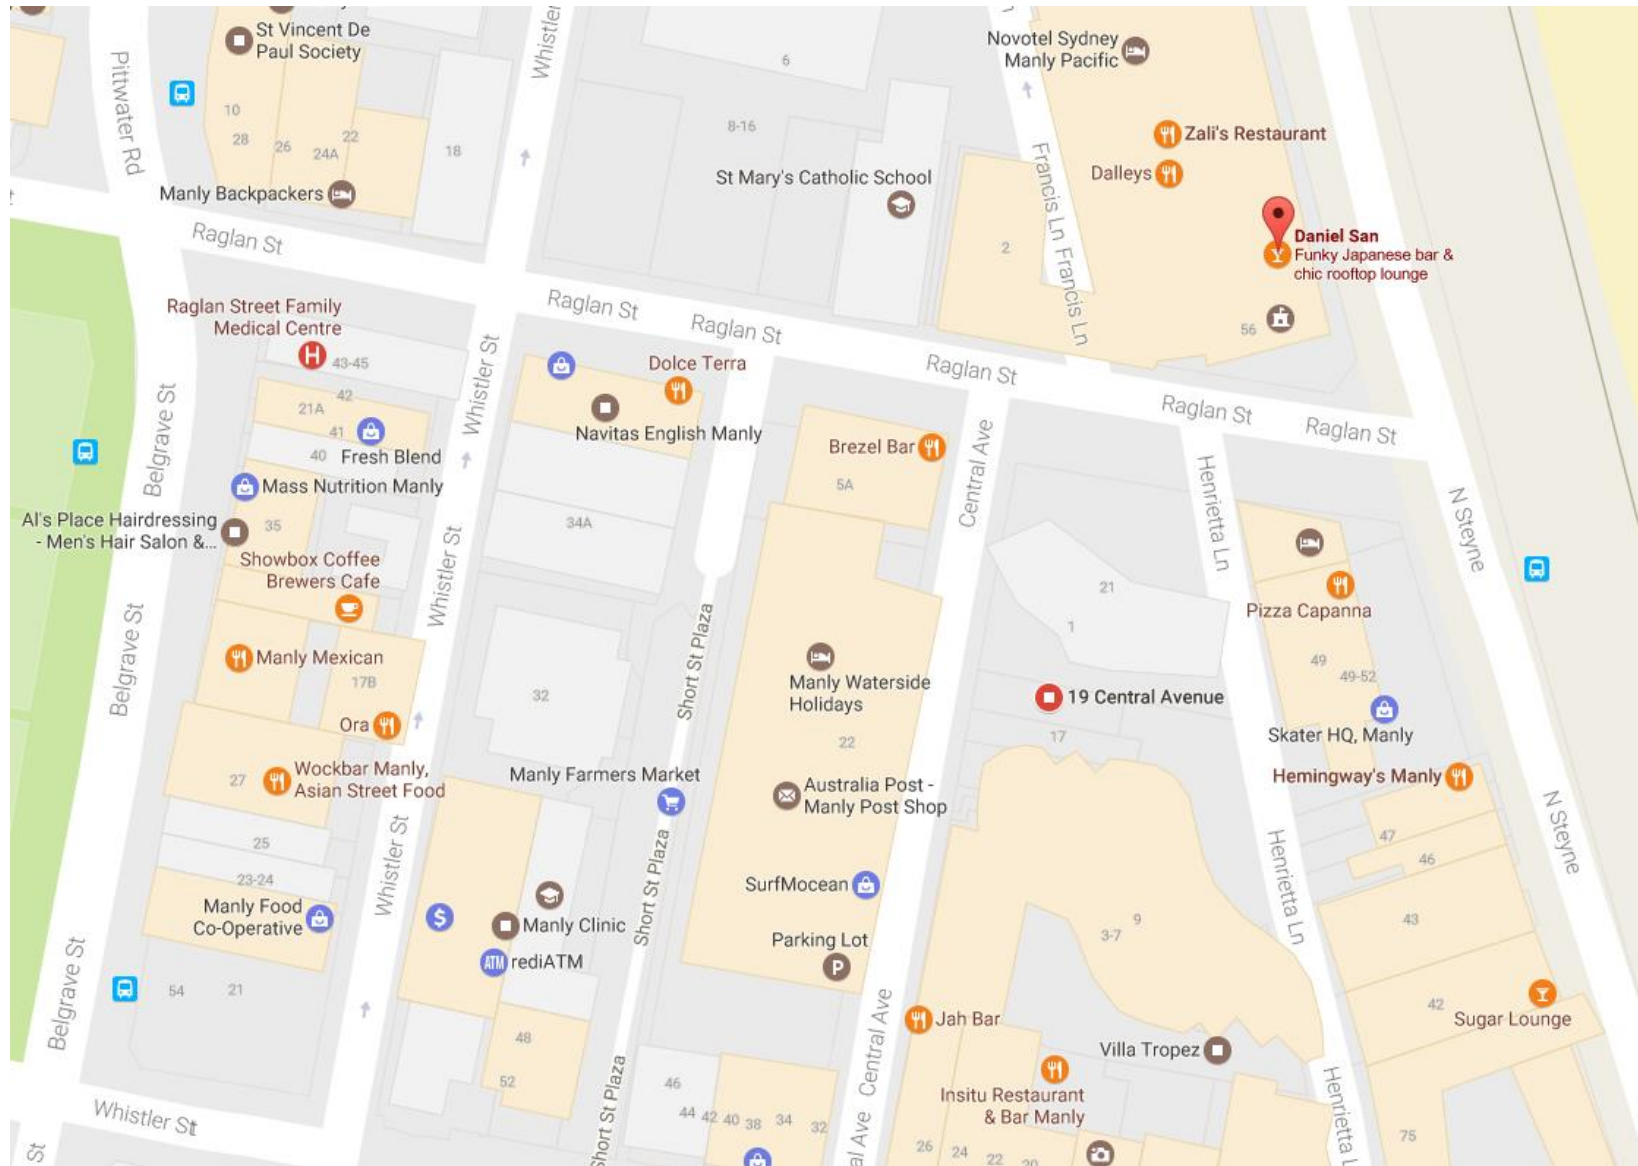 St Vincent De
Paul Society
Whistler
Novotel Sydney
Manly Pacific
6
Pittwater Rd
10
28
26
24A
22
18
8-16
Zali's Restaurant
Dalleys
Manly Backpackers
St Mary's Catholic School
Francis Ln
Francis Ln
2
Daniel San
Funky Japanese bar &
chic rooftop lounge
56
Raglan St
Raglan St
Raglan St
Raglan St
Raglan St
Raglan St
Raglan Street Family
Medical Centre
H
43-45
42
21A
41
40
Fresh Blend
Whistler St
Dolce Terra
Navitas English Manly
Brezel Bar
5A
Central Ave
Henrietta Ln
N Steyne
Belgrave St
Mass Nutrition Manly
Al's Place Hairdressing
- Men's Hair Salon &...
35
34A
Showbox Coffee
Brewers Cafe
Whistler St
21
1
Pizza Capanna
Belgrave St
Manly Mexican
17B
Ora
32
Short St Plaza
Manly Waterside
Holidays
22
19 Central Avenue
17
49
49-52
Skater HQ, Manly
27
Wockbar Manly,
Asian Street Food
Manly Farmers Market
Australia Post -
Manly Post Shop
Hemingway's Manly
47
46
N Steyne
25
23-24
Whistler St
Short St Plaza
SurfMocean
Henrietta Ln
Manly Food
Co-Operative
$
Manly Clinic
ATM
rediATM
Parking Lot
P
9
3-7
43
42
Sugar Lounge
Belgrave St
54
21
48
52
Jah Bar
Central Ave
Villa Tropez
Insitu Restaurant
& Bar Manly
Short St Plaza
46
44
42
40
38
34
32
al Ave
26
24
22
20
Henrietta L
75
Whistler St
St